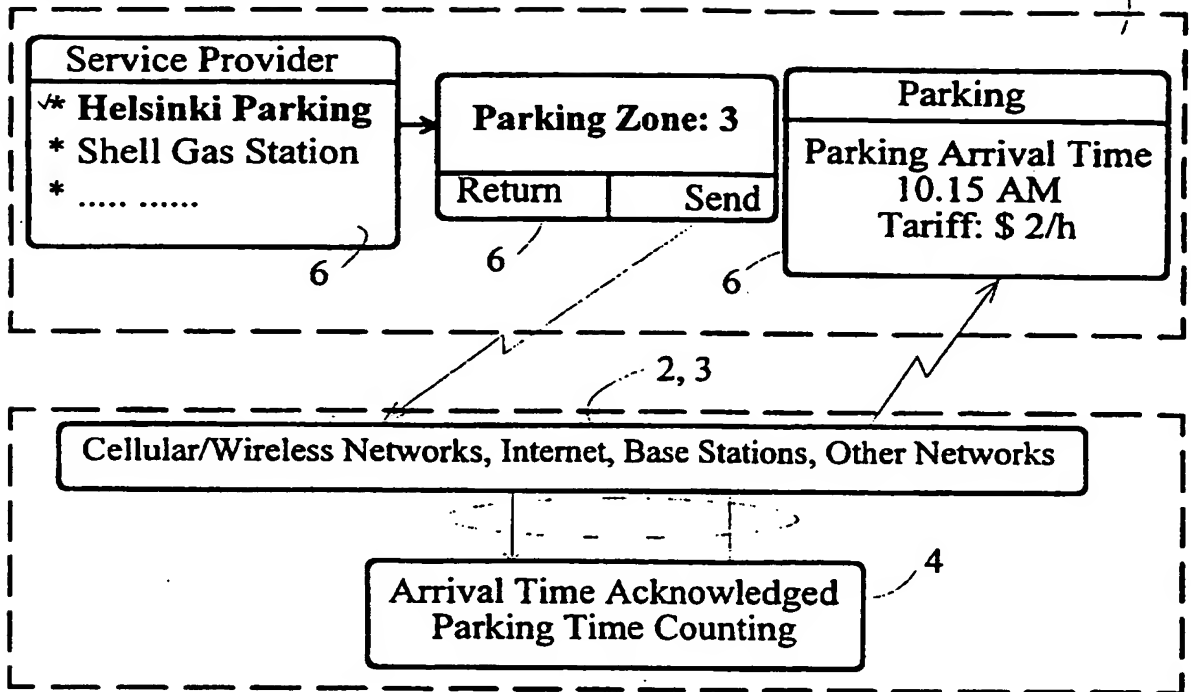 Service Provider
✓* Helsinki Parking
* Shell Gas Station
* ..... ......
6
Parking Zone: 3
Return Send
6
Parking
Parking Arrival Time
10.15 AM
Tariff: $ 2/h
6
2, 3
Cellular/Wireless Networks, Internet, Base Stations, Other Networks
Arrival Time Acknowledged
Parking Time Counting
4